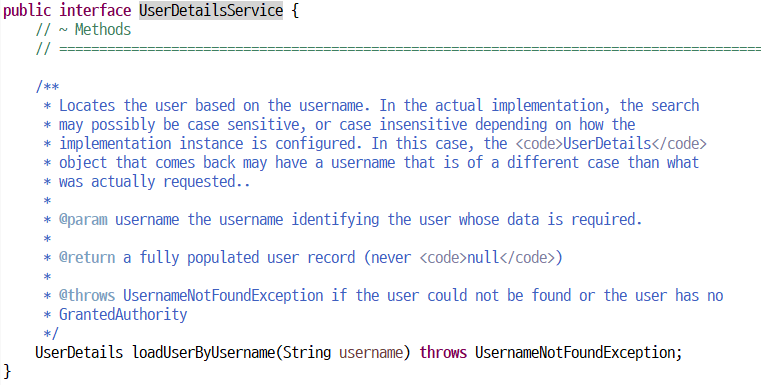 public interface UserDetailsService {
// ~ Methods
// ========================================================================================
/**
* Locates the user based on the username. In the actual implementation, the search
* may possibly be case sensitive, or case insensitive depending on how the
* implementation instance is configured. In this case, the <code>UserDetails</code>
* object that comes back may have a username that is of a different case than what
* was actually requested..
*
* @param username the username identifying the user whose data is required.
*
* @return a fully populated user record (never <code>null</code>)
*
* @throws UsernameNotFoundException if the user could not be found or the user has no
* GrantedAuthority
*/
UserDetails loadUserByUsername(String username) throws UsernameNotFoundException;
}